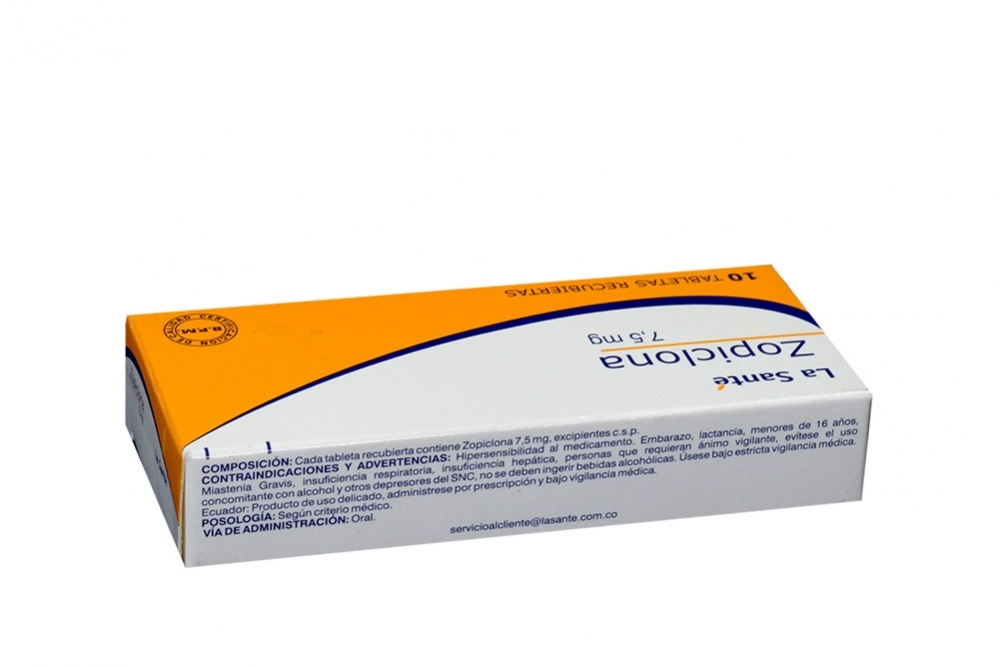 10 TABLETAS RECUBIERTAS
7,5 mg
Zopiclona
La Santé
CERTIFICACION DE CALIDAD
B.P.M.
Zopiclona
COMPOSICIÓN: Cada tableta recubierta contiene Zopiclona 7,5 mg, excipientes c.s.p.
CONTRAINDICACIONES Y ADVERTENCIAS: Hipersensibilidad al medicamento. Embarazo, lactancia, menores de 16 años,
Miastenia Gravis, insuficiencia respiratoria, insuficiencia hepática, personas que requieran ánimo vigilante, evítese el uso
concomitante con alcohol y otros depresores del SNC, no se deben ingerir bebidas alcohólicas. Úsese bajo estricta vigilancia médica.
Ecuador: Producto de uso delicado, adminístrese por prescripción y bajo vigilancia médica.
POSOLOGÍA: Según criterio médico.
VÍA DE ADMINISTRACIÓN: Oral.
servicioalcliente@lasante.com.co